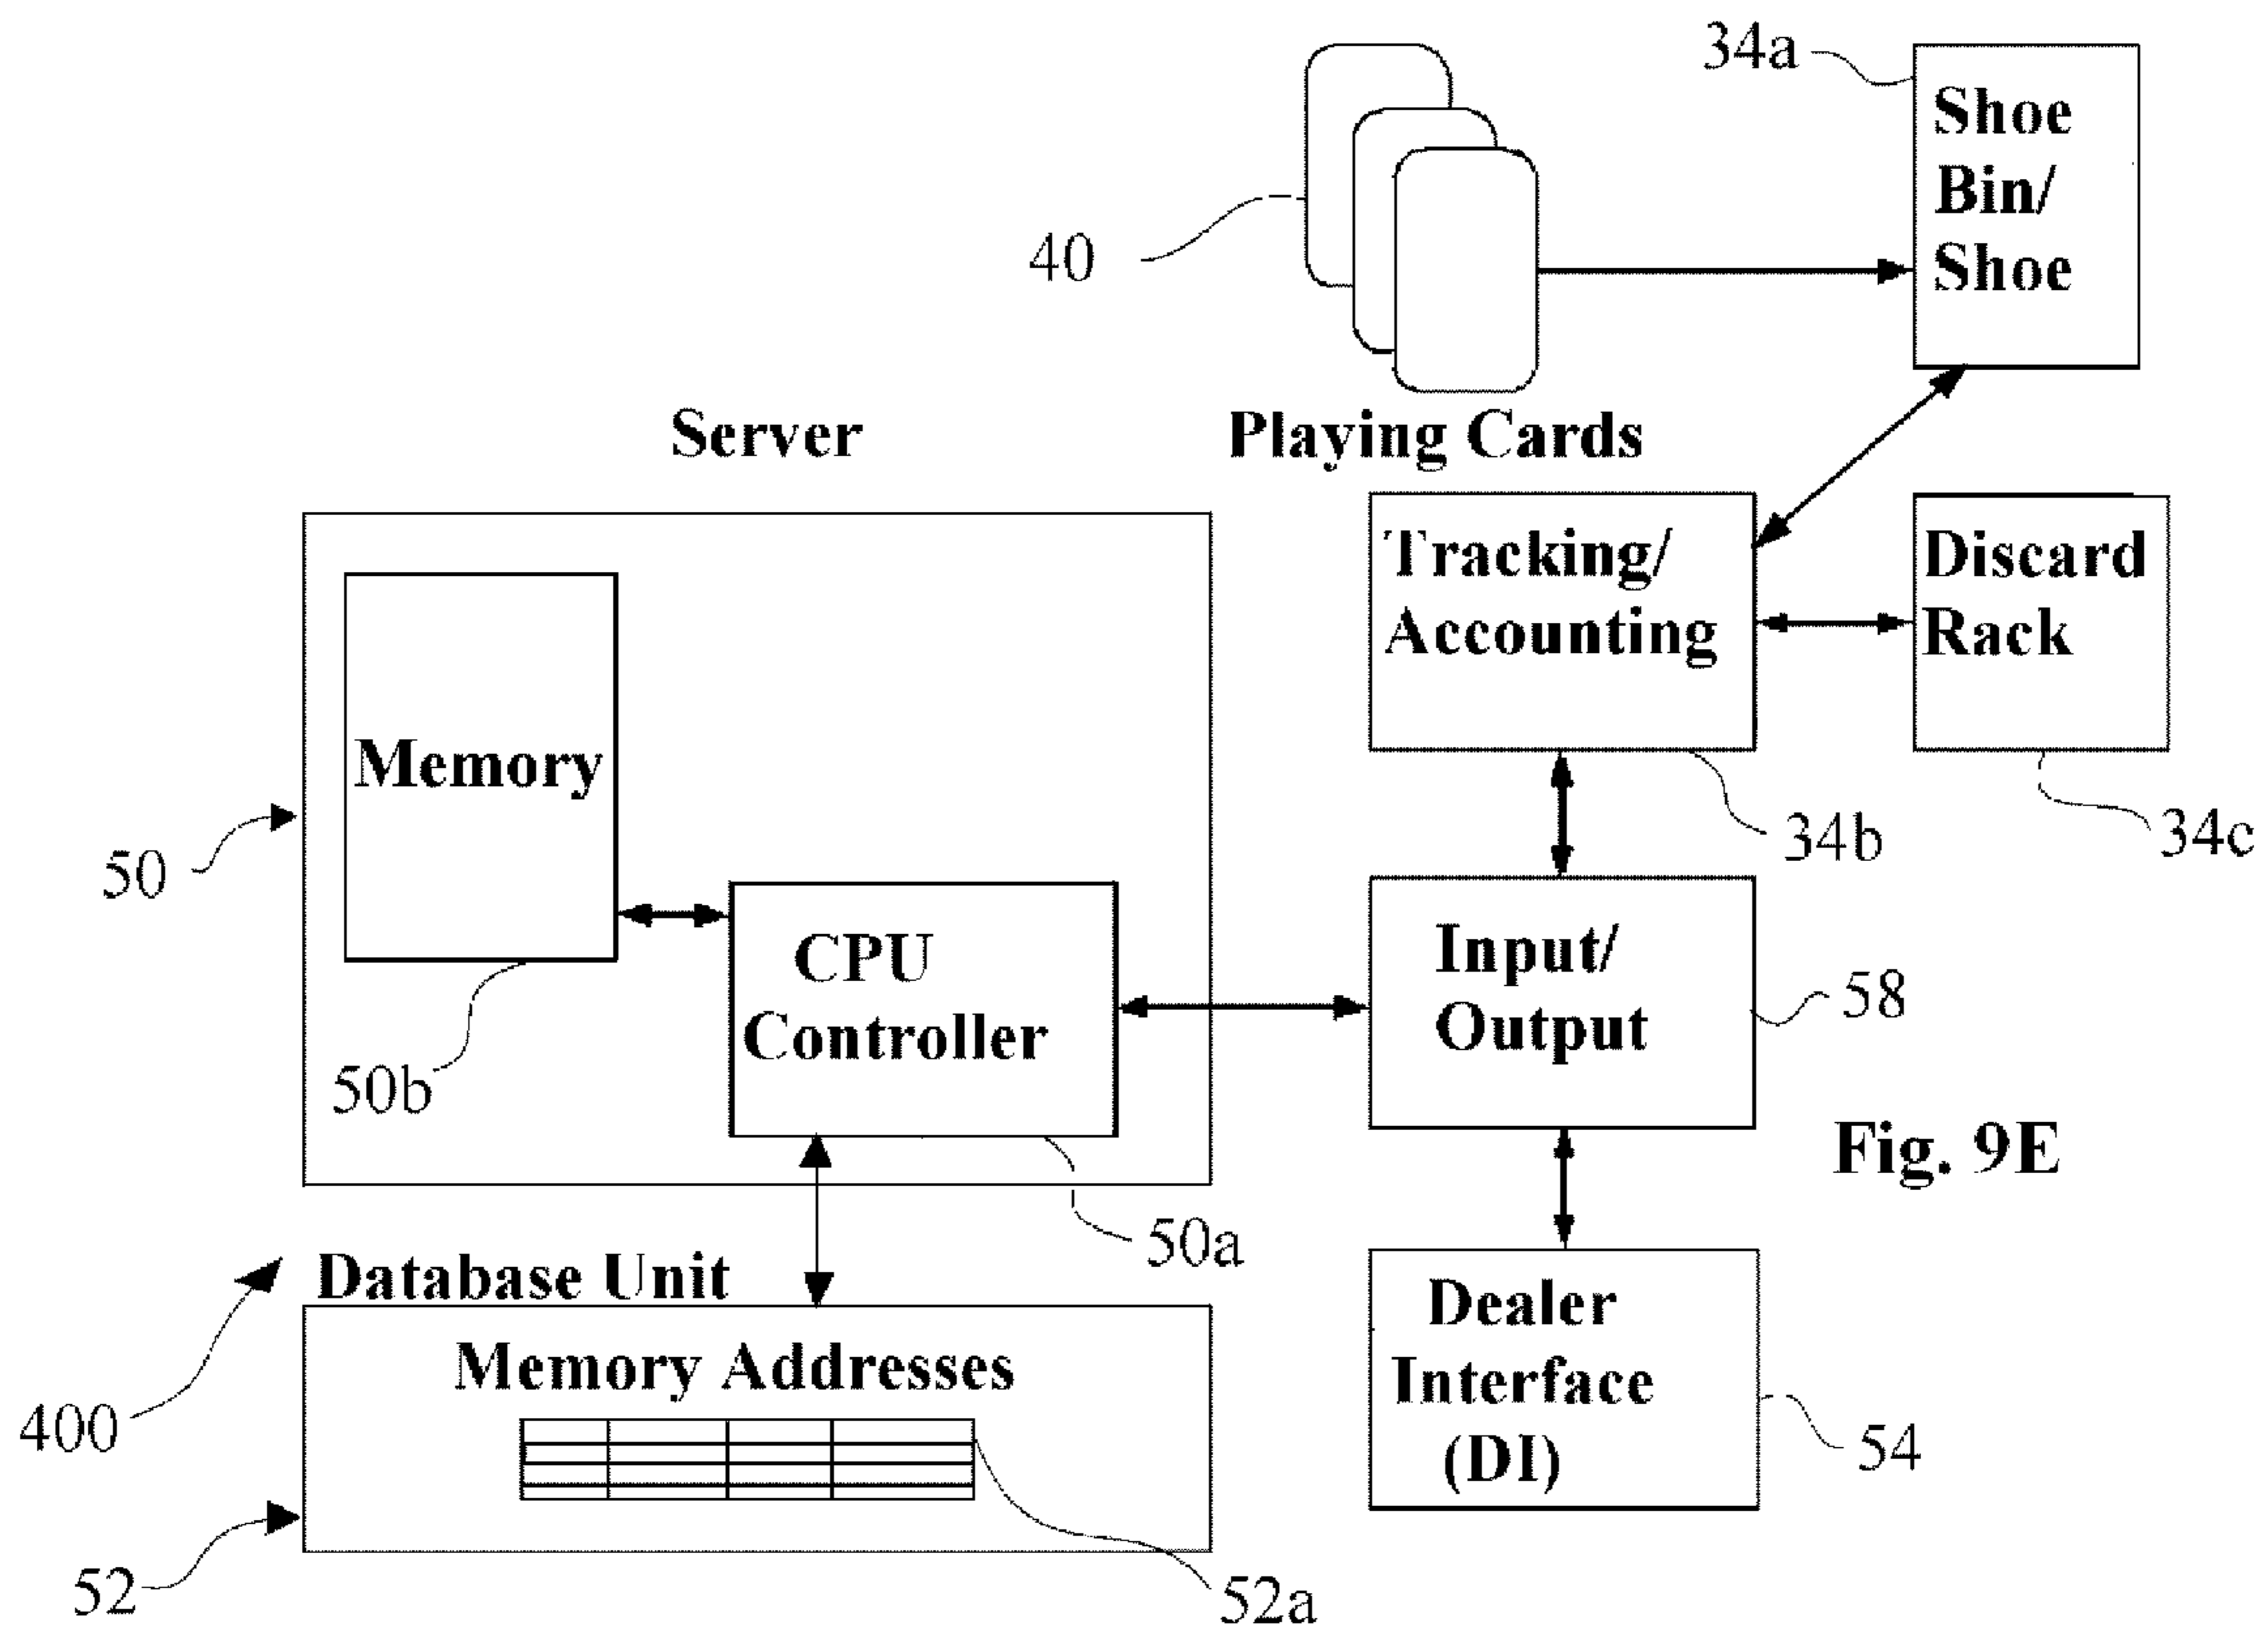 34a
Shoe
Bin/
Shoe
40
Server
Playing Cards
Tracking/
Accounting
Discard
Rack
Memory
50
34b
34c
CPU
Controller
Input/
Output
58
50b
Fig. 9E
50a
Database Unit
400
Memory Addresses
Dealer
Interface
(DI)
54
52
52a